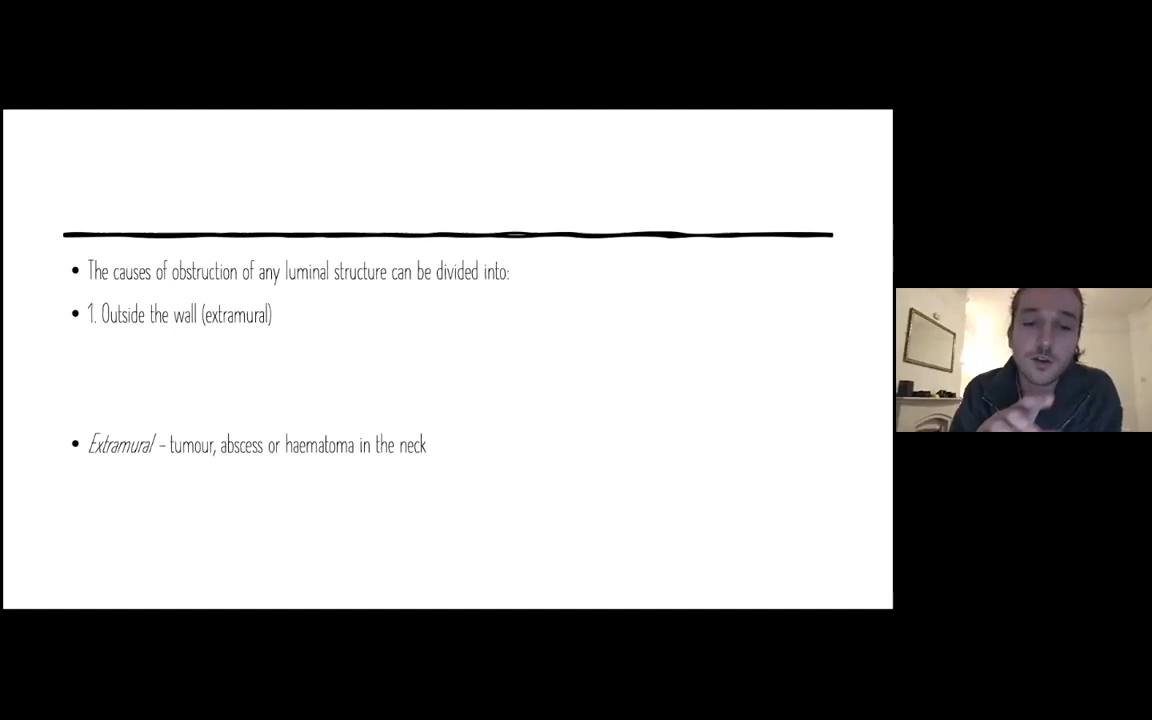 • The causes of obstruction of any luminal structure can be divided into:
• 1. Outside the wall (extramural)
• Extramural – tumour, abscess or haematoma in the neck